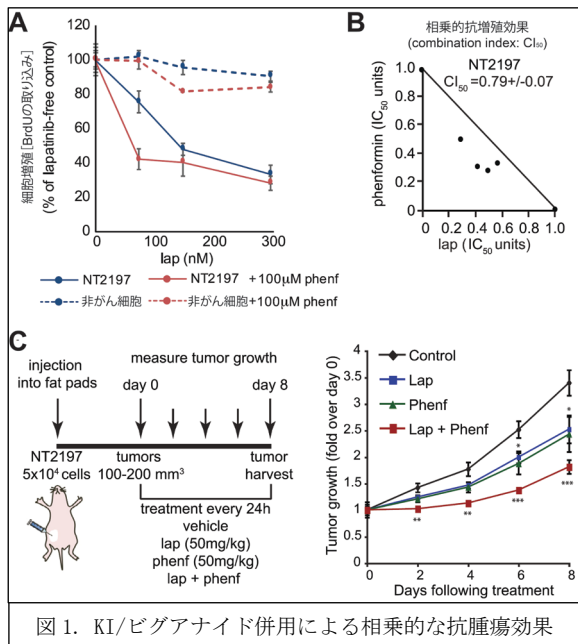 A
細胞増殖[BrdUの取り込み]
(% of lapatinib-free control)
120
100
80
60
40
20
0
0
100
200
300
lap (nM)
NT2197
NT2197 +100μM phenf
非がん細胞
非がん細胞+100μM phenf
B
相乗的抗増殖効果
(combination index: CI₅₀)
NT2197
CI₅₀ =0.79+/-0.07
phenformin (IC₅₀ units)
1.0
0.8
0.6
0.4
0.2
0
0
0.2
0.4
0.6
0.8
1.0
lap (IC₅₀ units)
C
injection
into fat pads
measure tumor growth
day 0
day 8
NT2197
5x10⁴ cells
tumors
100-200 mm³
tumor
harvest
treatment every 24h
vehicle
lap (50mg/kg)
phenf (50mg/kg)
lap + phenf
Tumor growth (fold over day 0)
4
3.5
3
2.5
2
1.5
1
0.5
0
Control
Lap
Phenf
Lap + Phenf
*
*
**
**
***
***
0
2
4
6
8
Days following treatment
図 1. KI/ビグアナイド併用による相乗的な抗腫瘍効果